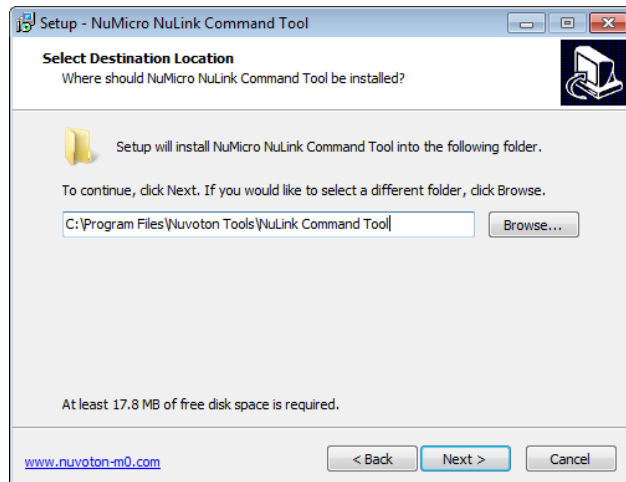 Setup - NuMicro NuLink Command Tool
Select Destination Location
Where should NuMicro NuLink Command Tool be installed?
Setup will install NuMicro NuLink Command Tool into the following folder.
To continue, click Next. If you would like to select a different folder, click Browse.
C:\Program Files\Nuvoton Tools\NuLink Command Tool
Browse...
At least 17.8 MB of free disk space is required.
www.nuvoton-m0.com
< Back
Next >
Cancel